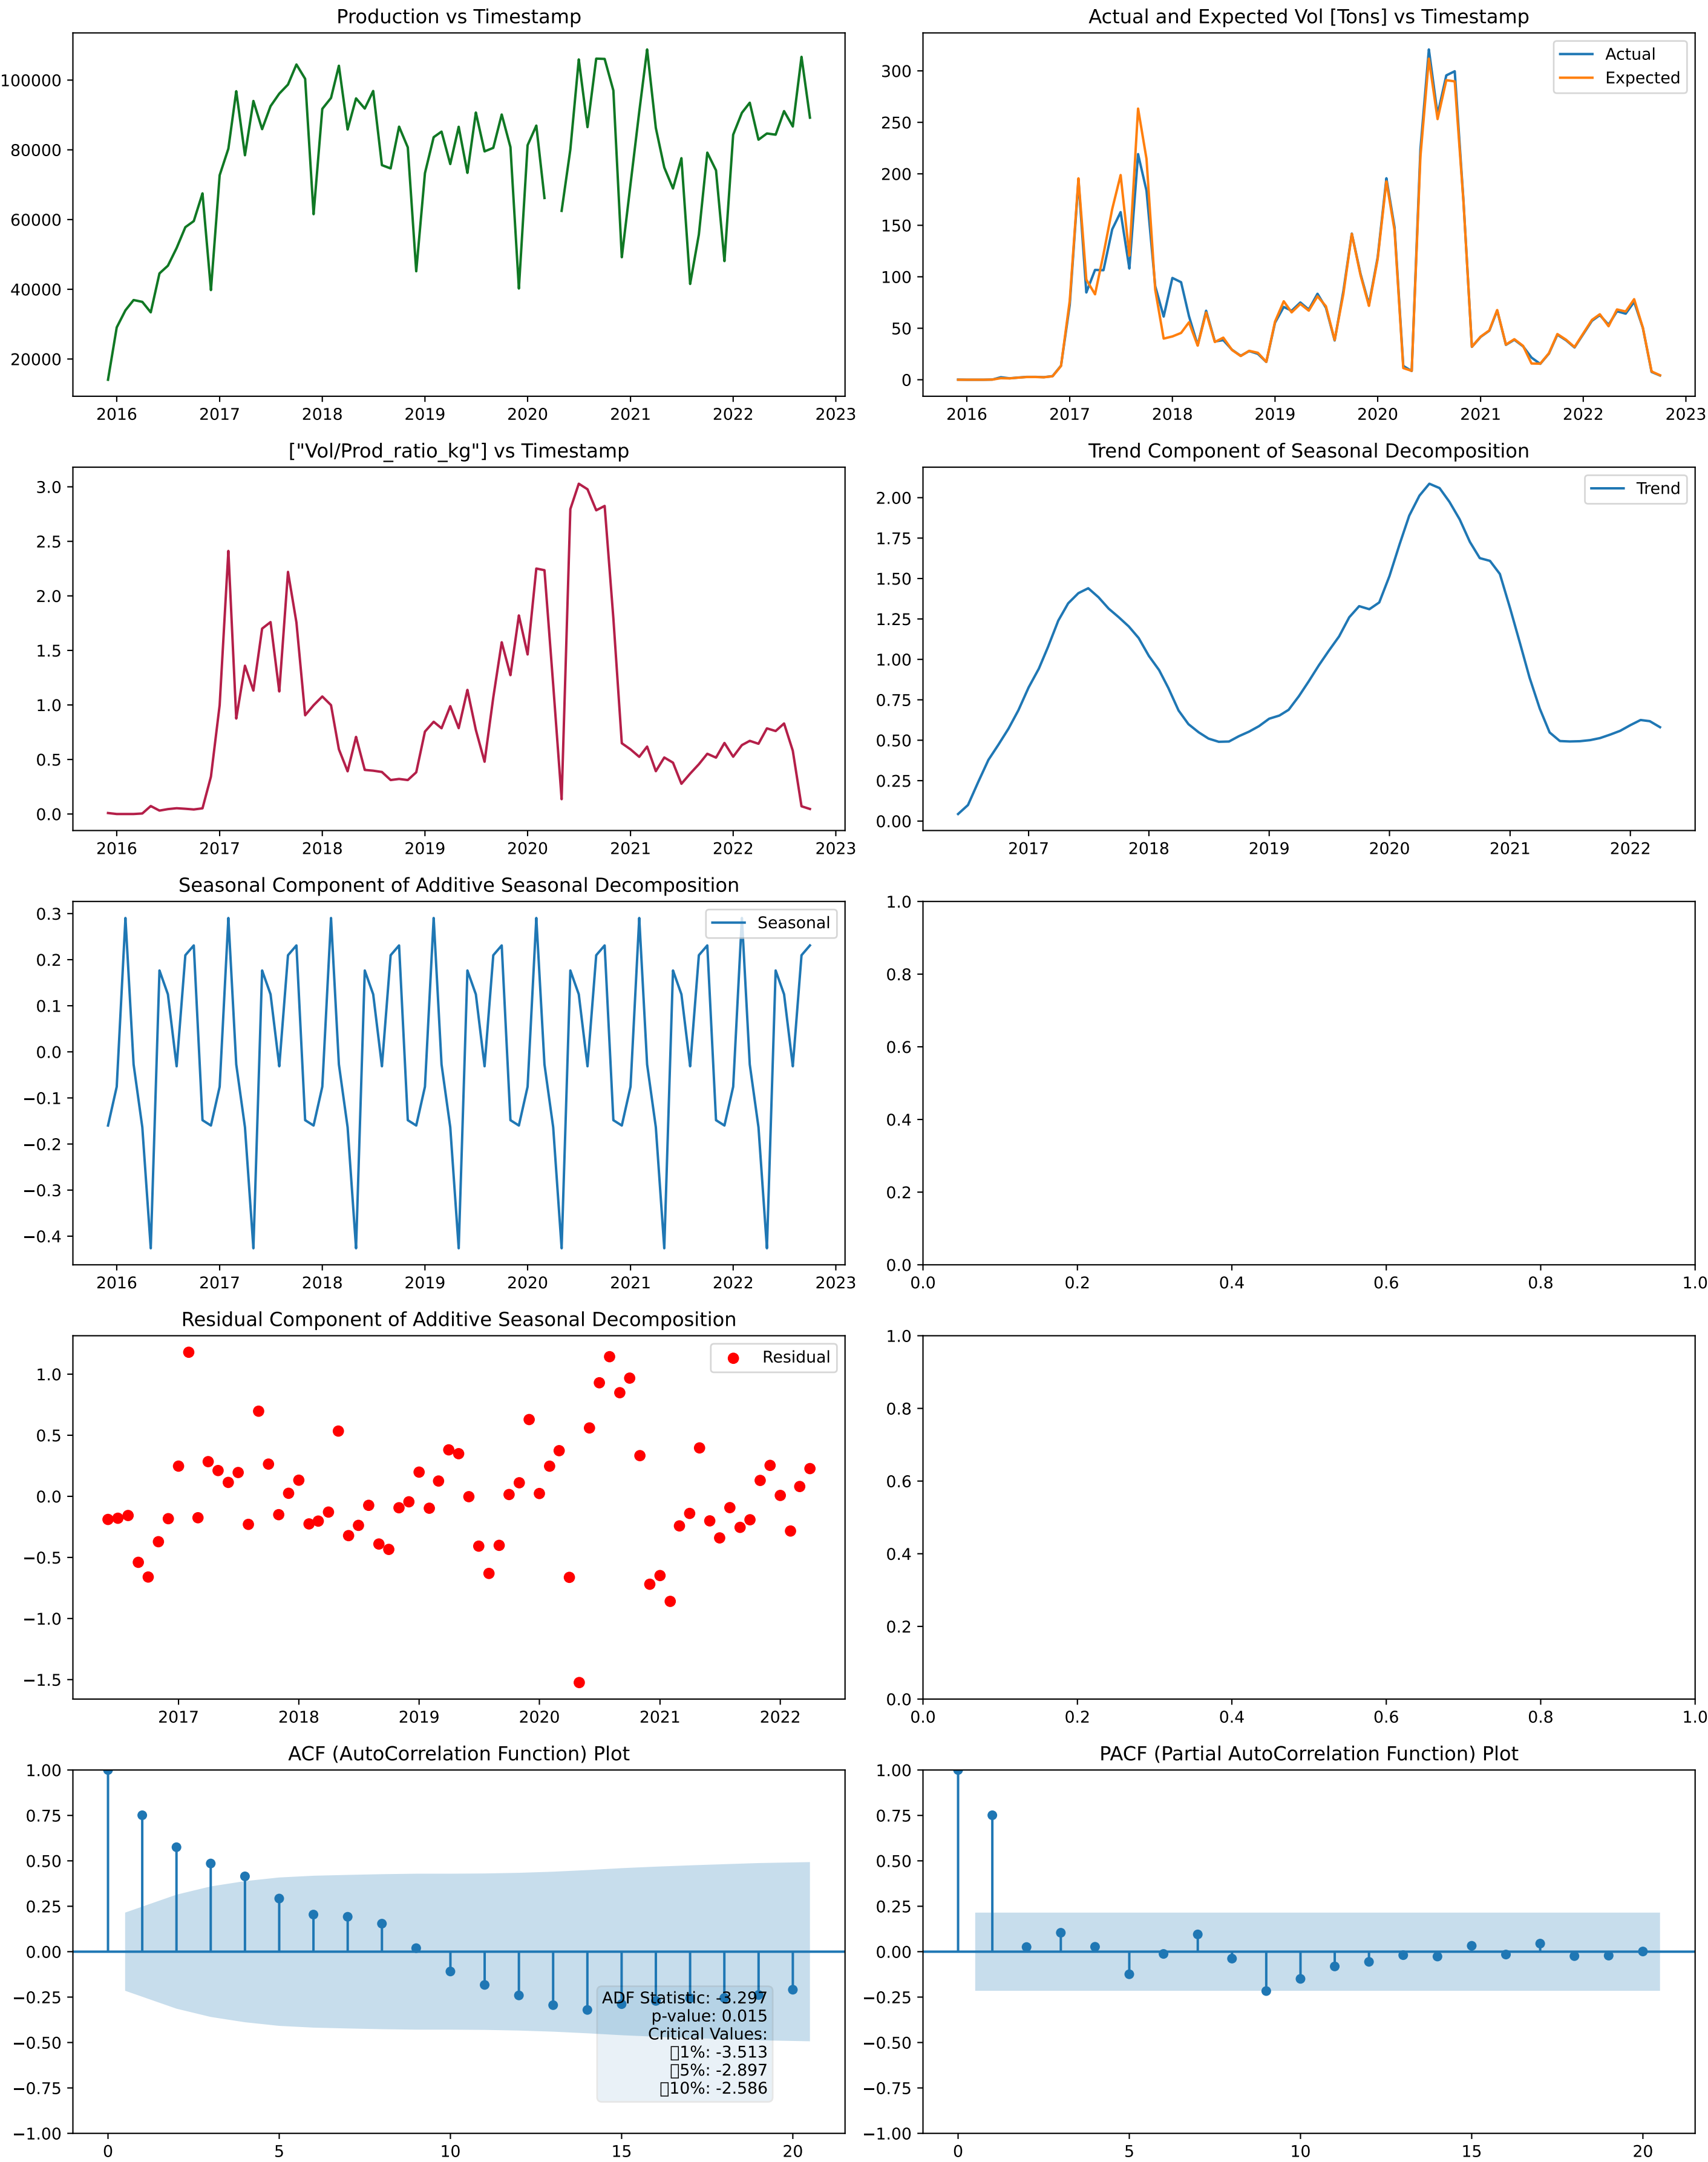 Production vs Timestamp
100000
80000
60000
40000
20000
2016 2017 2018 2019 2020 2021 2022 2023
Actual and Expected Vol [Tons] vs Timestamp
Actual
Expected
300
250
200
150
100
50
0
2016 2017 2018 2019 2020 2021 2022 2023
["Vol/Prod_ratio_kg"] vs Timestamp
3.0
2.5
2.0
1.5
1.0
0.5
0.0
2016 2017 2018 2019 2020 2021 2022 2023
Trend Component of Seasonal Decomposition
Trend
2.00
1.75
1.50
1.25
1.00
0.75
0.50
0.25
0.00
2017 2018 2019 2020 2021 2022
Seasonal Component of Additive Seasonal Decomposition
Seasonal
0.3
0.2
0.1
0.0
−0.1
−0.2
−0.3
−0.4
2016 2017 2018 2019 2020 2021 2022 2023
1.0
0.8
0.6
0.4
0.2
0.0
0.0 0.2 0.4 0.6 0.8 1.0
Residual Component of Additive Seasonal Decomposition
Residual
1.0
0.5
0.0
−0.5
−1.0
−1.5
2017 2018 2019 2020 2021 2022
1.0
0.8
0.6
0.4
0.2
0.0
0.0 0.2 0.4 0.6 0.8 1.0
ACF (AutoCorrelation Function) Plot
1.00
0.75
0.50
0.25
0.00
−0.25
−0.50
−0.75
−1.00
ADF Statistic: -3.297
p-value: 0.015
Critical Values:
▯1%: -3.513
▯5%: -2.897
▯10%: -2.586
0 5 10 15 20
PACF (Partial AutoCorrelation Function) Plot
1.00
0.75
0.50
0.25
0.00
−0.25
−0.50
−0.75
−1.00
0 5 10 15 20